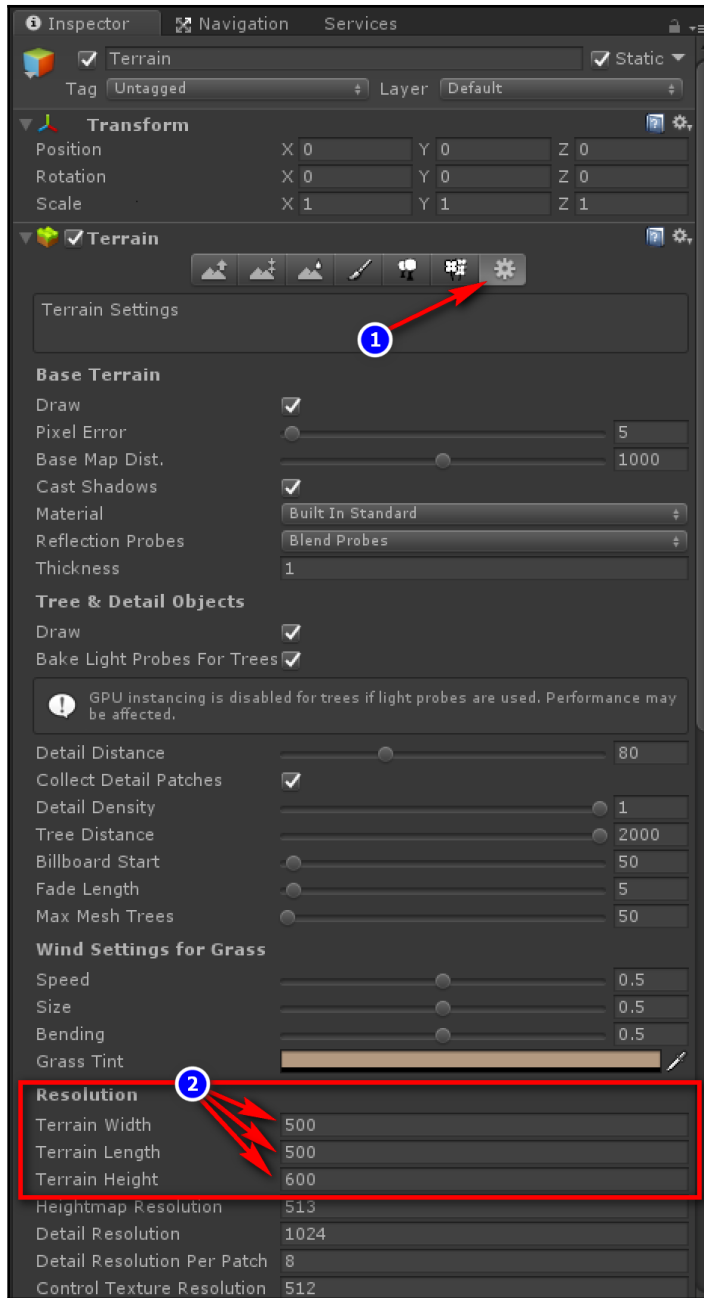 Inspector Navigation Services
Terrain Static
Tag Untagged Layer Default
Transform
Position X 0 Y 0 Z 0
Rotation X 0 Y 0 Z 0
Scale X 1 Y 1 Z 1
Terrain
Terrain Settings
1
Base Terrain
Draw
Pixel Error 5
Base Map Dist. 1000
Cast Shadows
Material Built In Standard
Reflection Probes Blend Probes
Thickness 1
Tree & Detail Objects
Draw
Bake Light Probes For Trees
GPU instancing is disabled for trees if light probes are used. Performance may
be affected.
Detail Distance 80
Collect Detail Patches
Detail Density 1
Tree Distance 2000
Billboard Start 50
Fade Length 5
Max Mesh Trees 50
Wind Settings for Grass
Speed 0.5
Size 0.5
Bending 0.5
Grass Tint
2
Resolution
Terrain Width 500
Terrain Length 500
Terrain Height 600
Heightmap Resolution 513
Detail Resolution 1024
Detail Resolution Per Patch 8
Control Texture Resolution 512